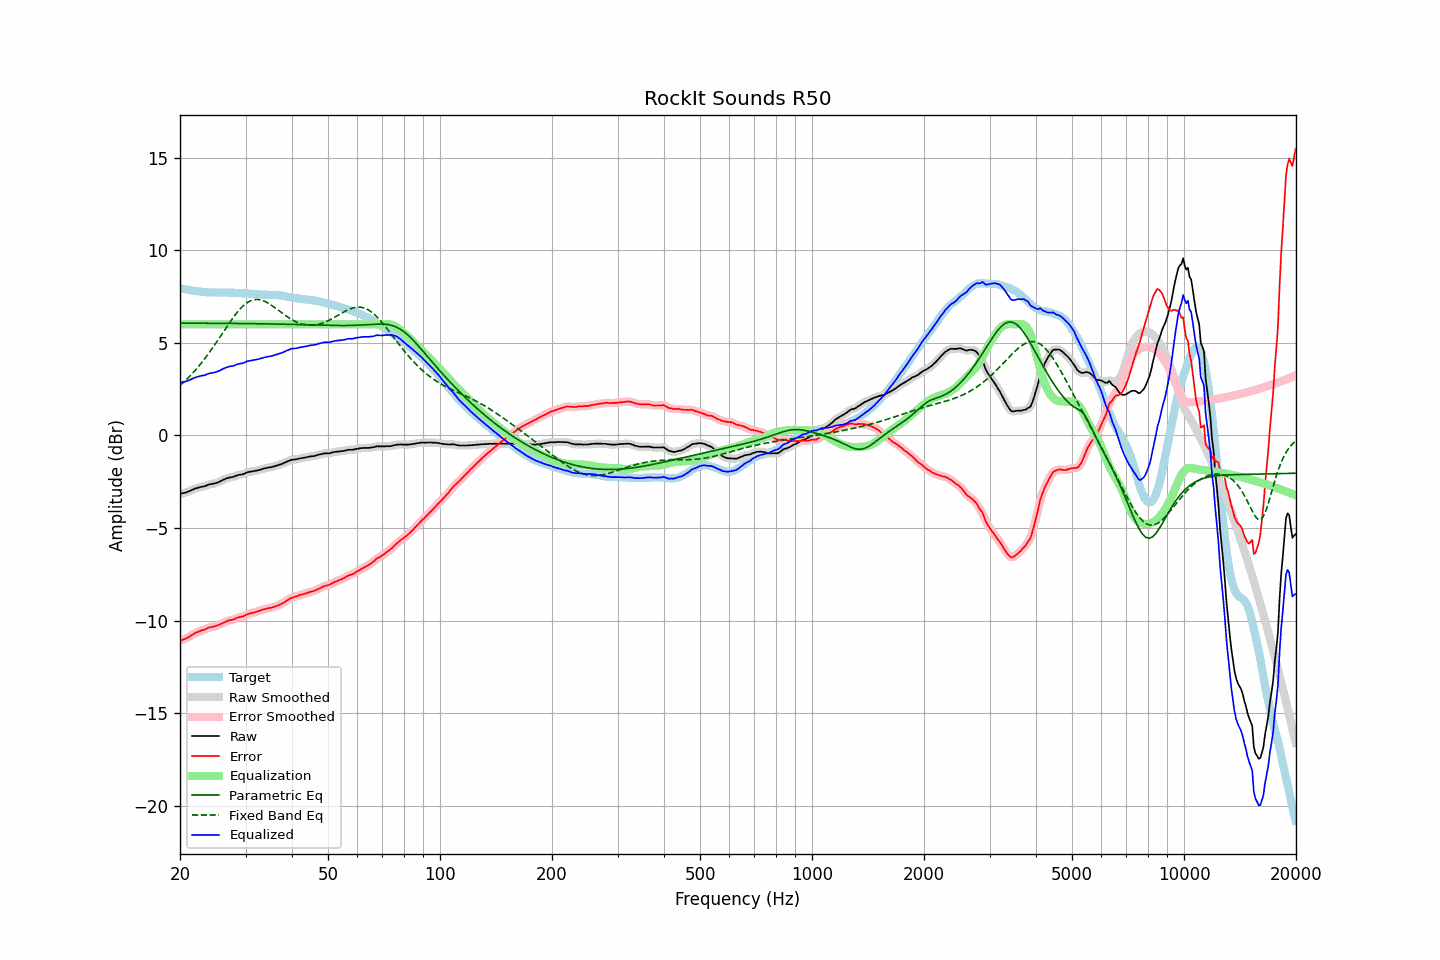 RockIt Sounds R50
Amplitude (dBr)
15
10
5
0
−5
−10
−15
−20
Target
Raw Smoothed
Error Smoothed
Raw
Error
Equalization
Parametric Eq
Fixed Band Eq
Equalized
20 50 100 200 500 1000 2000 5000 10000 20000
Frequency (Hz)